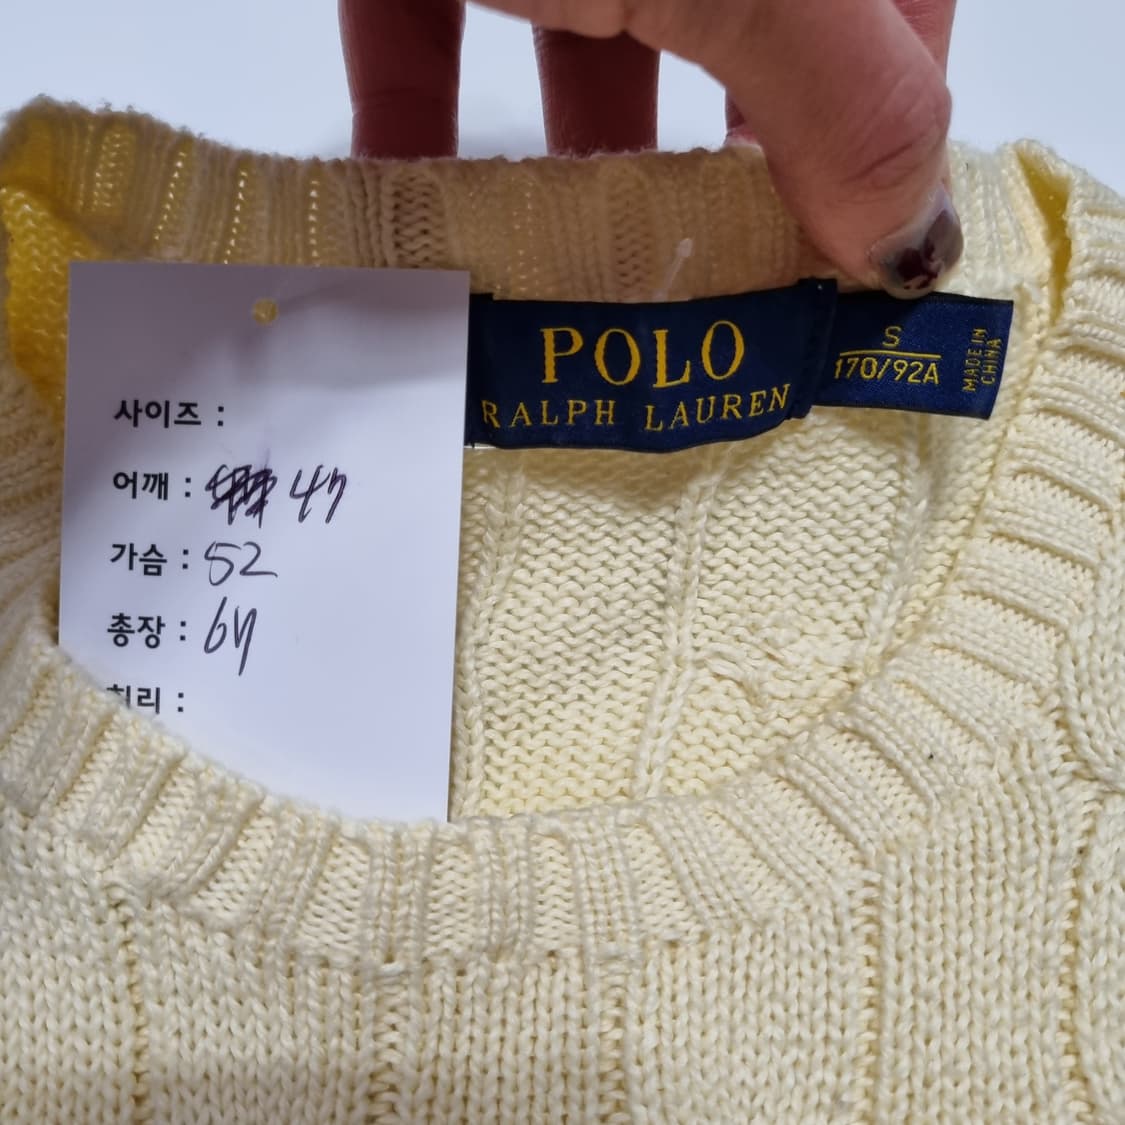 사이즈 :
어깨 : 47
가슴 : 52
총장 : 67
허리 :
POLO
RALPH LAUREN
S
170/92A
MADE IN
CHINA